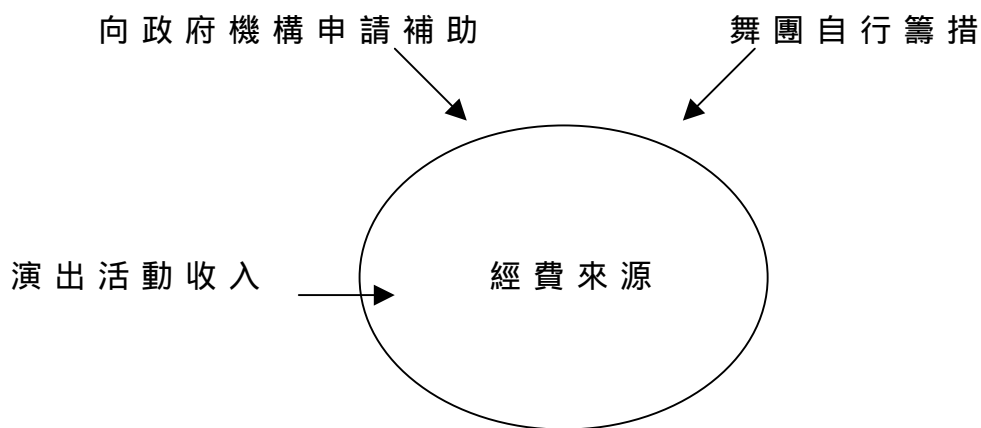 向政府機構申請補助
舞團自行籌措
演出活動收入
經費來源